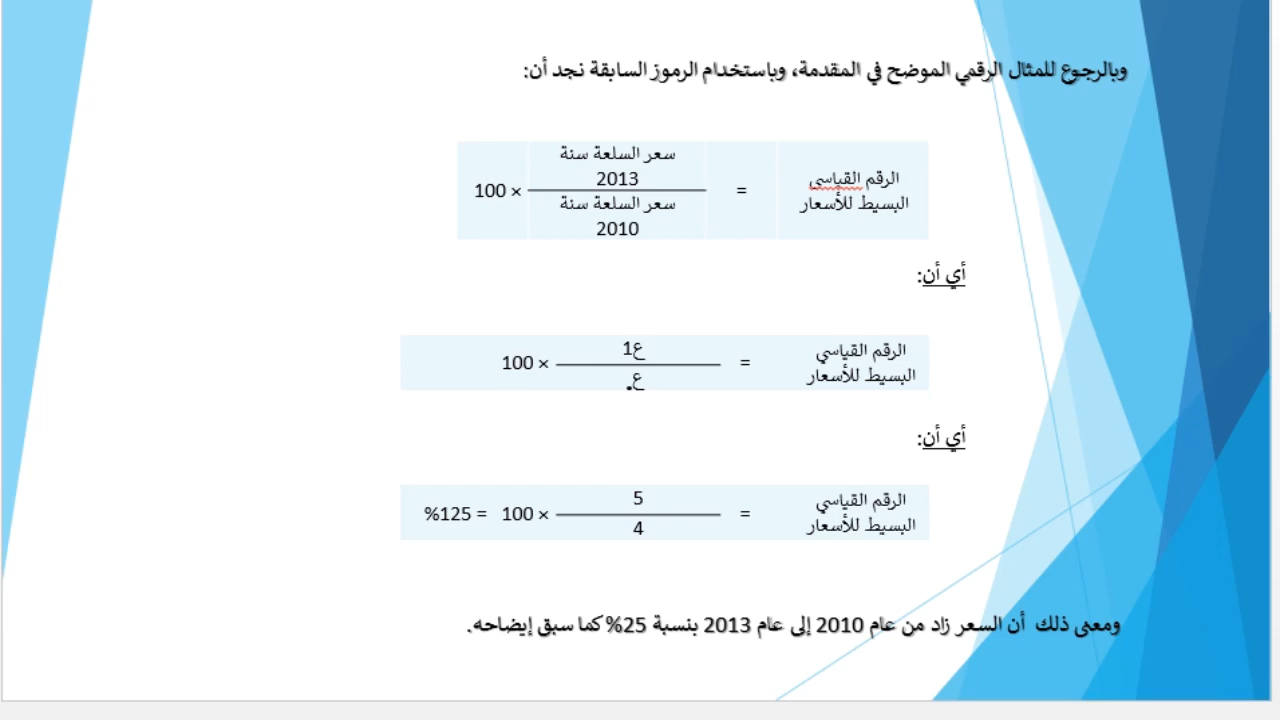 وبالرجوع للمثال الرقمي الموضح في المقدمة، وباستخدام الرموز السابقة نجد أن:
الرقم القياسي
البسيط للأسعار
=
سعر السلعة سنة
2013
سعر السلعة سنة
2010
× 100
أي أن:
الرقم القياسي
البسيط للأسعار
=
ع1
ع.
× 100
أي أن:
الرقم القياسي
البسيط للأسعار
=
5
4
× 100 = 125%
ومعنى ذلك أن السعر زاد من عام 2010 إلى عام 2013 بنسبة 25% كما سبق إيضاحه.